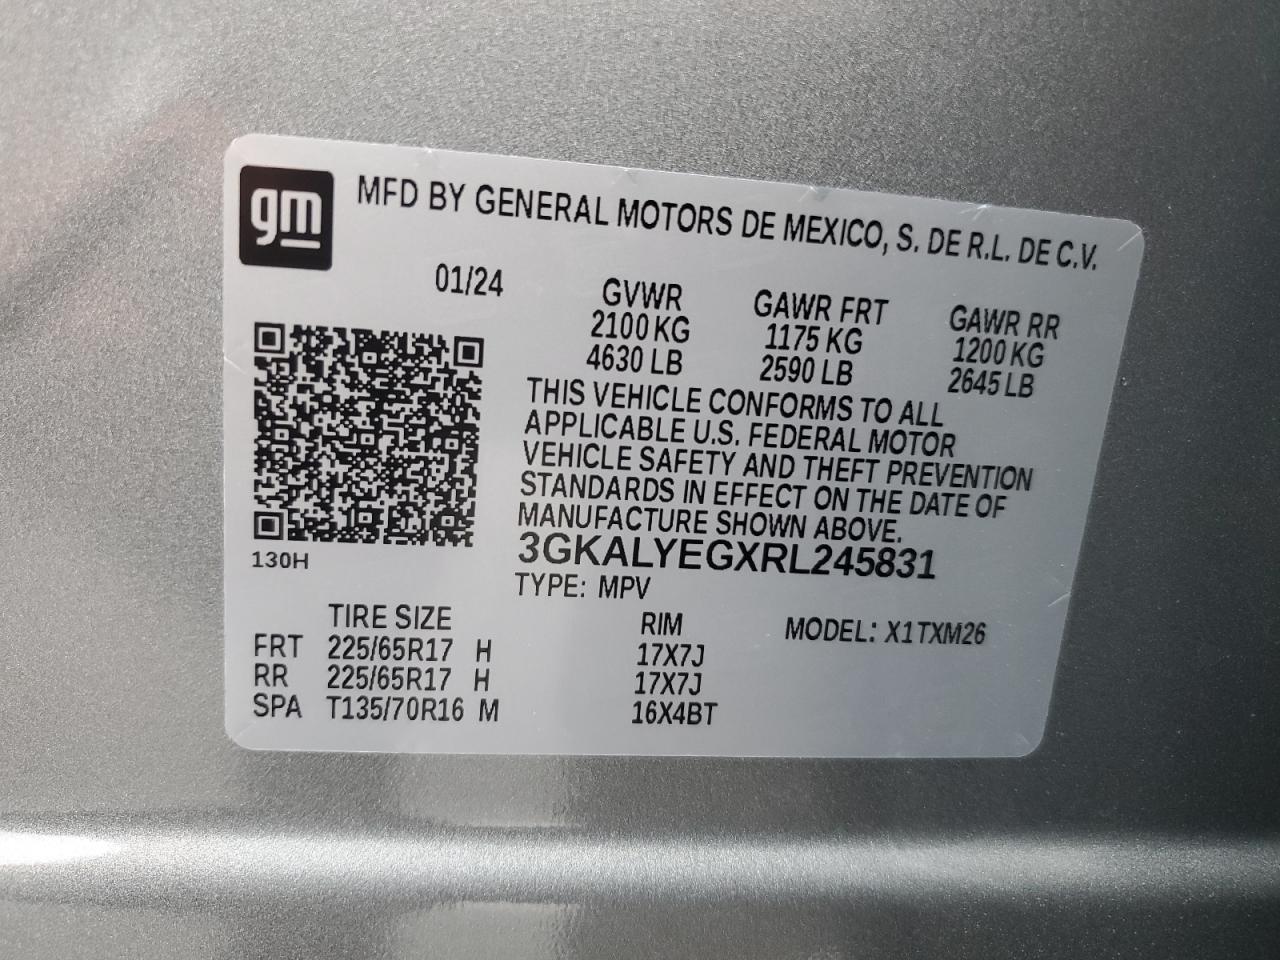 gm
MFD BY GENERAL MOTORS DE MEXICO, S. DE R.L. DE C.V.
01/24
GVWR GAWR FRT GAWR RR
2100 KG 1175 KG 1200 KG
4630 LB 2590 LB 2645 LB
THIS VEHICLE CONFORMS TO ALL
APPLICABLE U.S. FEDERAL MOTOR
VEHICLE SAFETY AND THEFT PREVENTION
STANDARDS IN EFFECT ON THE DATE OF
MANUFACTURE SHOWN ABOVE.
3GKALYEGXRL245831
130H
TYPE: MPV
TIRE SIZE RIM MODEL: X1TXM26
FRT 225/65R17 H 17X7J
RR 225/65R17 H 17X7J
SPA T135/70R16 M 16X4BT